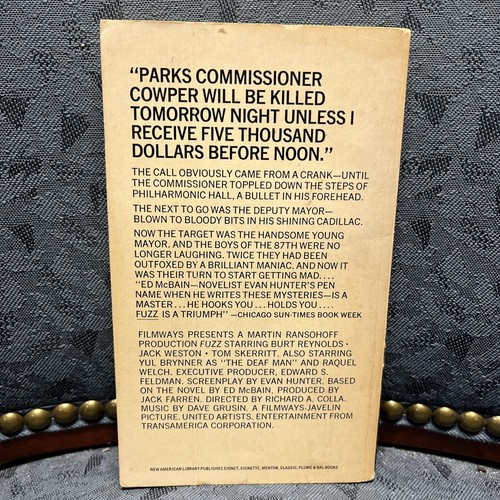 "PARKS COMMISSIONER
COWPER WILL BE KILLED
TOMORROW NIGHT UNLESS I
RECEIVE FIVE THOUSAND
DOLLARS BEFORE NOON."
THE CALL OBVIOUSLY CAME FROM A CRANK—UNTIL
THE COMMISSIONER TOPPLED DOWN THE STEPS OF
PHILHARMONIC HALL, A BULLET IN HIS FOREHEAD.
THE NEXT TO GO WAS THE DEPUTY MAYOR—
BLOWN TO BLOODY BITS IN HIS SHINING CADILLAC.
NOW THE TARGET WAS THE HANDSOME YOUNG
MAYOR, AND THE BOYS OF THE 87TH WERE NO
LONGER LAUGHING. TWICE THEY HAD BEEN
OUTFOXED BY A BRILLIANT MANIAC. AND NOW IT
WAS THEIR TURN TO START GETTING MAD....
"ED McBAIN—NOVELIST EVAN HUNTER'S PEN
NAME WHEN HE WRITES THESE MYSTERIES—IS
A MASTER ... HE HOOKS YOU ... HOLDS YOU ....
FUZZ IS A TRIUMPH" —CHICAGO SUN-TIMES BOOK WEEK
FILMWAYS PRESENTS A MARTIN RANSOHOFF
PRODUCTION FUZZ STARRING BURT REYNOLDS •
JACK WESTON • TOM SKERRITT, ALSO STARRING
YUL BRYNNER AS "THE DEAF MAN" AND RAQUEL
WELCH. EXECUTIVE PRODUCER, EDWARD S.
FELDMAN. SCREENPLAY BY EVAN HUNTER. BASED
ON THE NOVEL BY ED McBAIN. PRODUCED BY
JACK FARREN. DIRECTED BY RICHARD A. COLLA.
MUSIC BY DAVE GRUSIN. A FILMWAYS-JAVELIN
PICTURE. UNITED ARTISTS. ENTERTAINMENT FROM
TRANSAMERICA CORPORATION.
NEW AMERICAN LIBRARY PUBLISHES SIGNET, SIGNETTE, MENTOR, CLASSIC, PLUME & NAL BOOKS